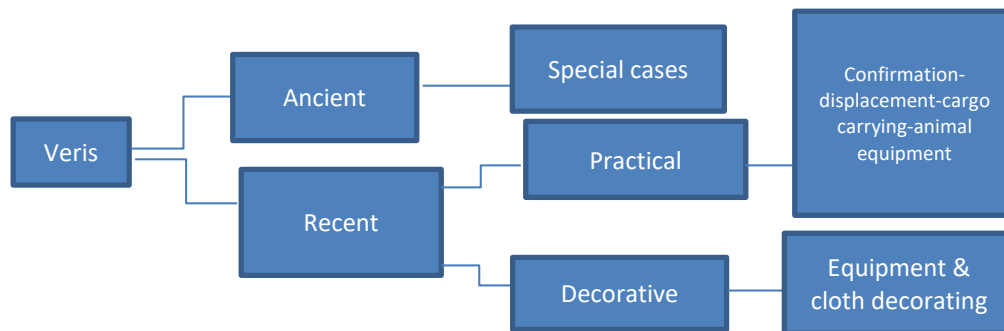 Veris
Ancient
Special cases
Recent
Practical
Confirmation-
displacement-cargo
carrying-animal
equipment
Decorative
Equipment &
cloth decorating